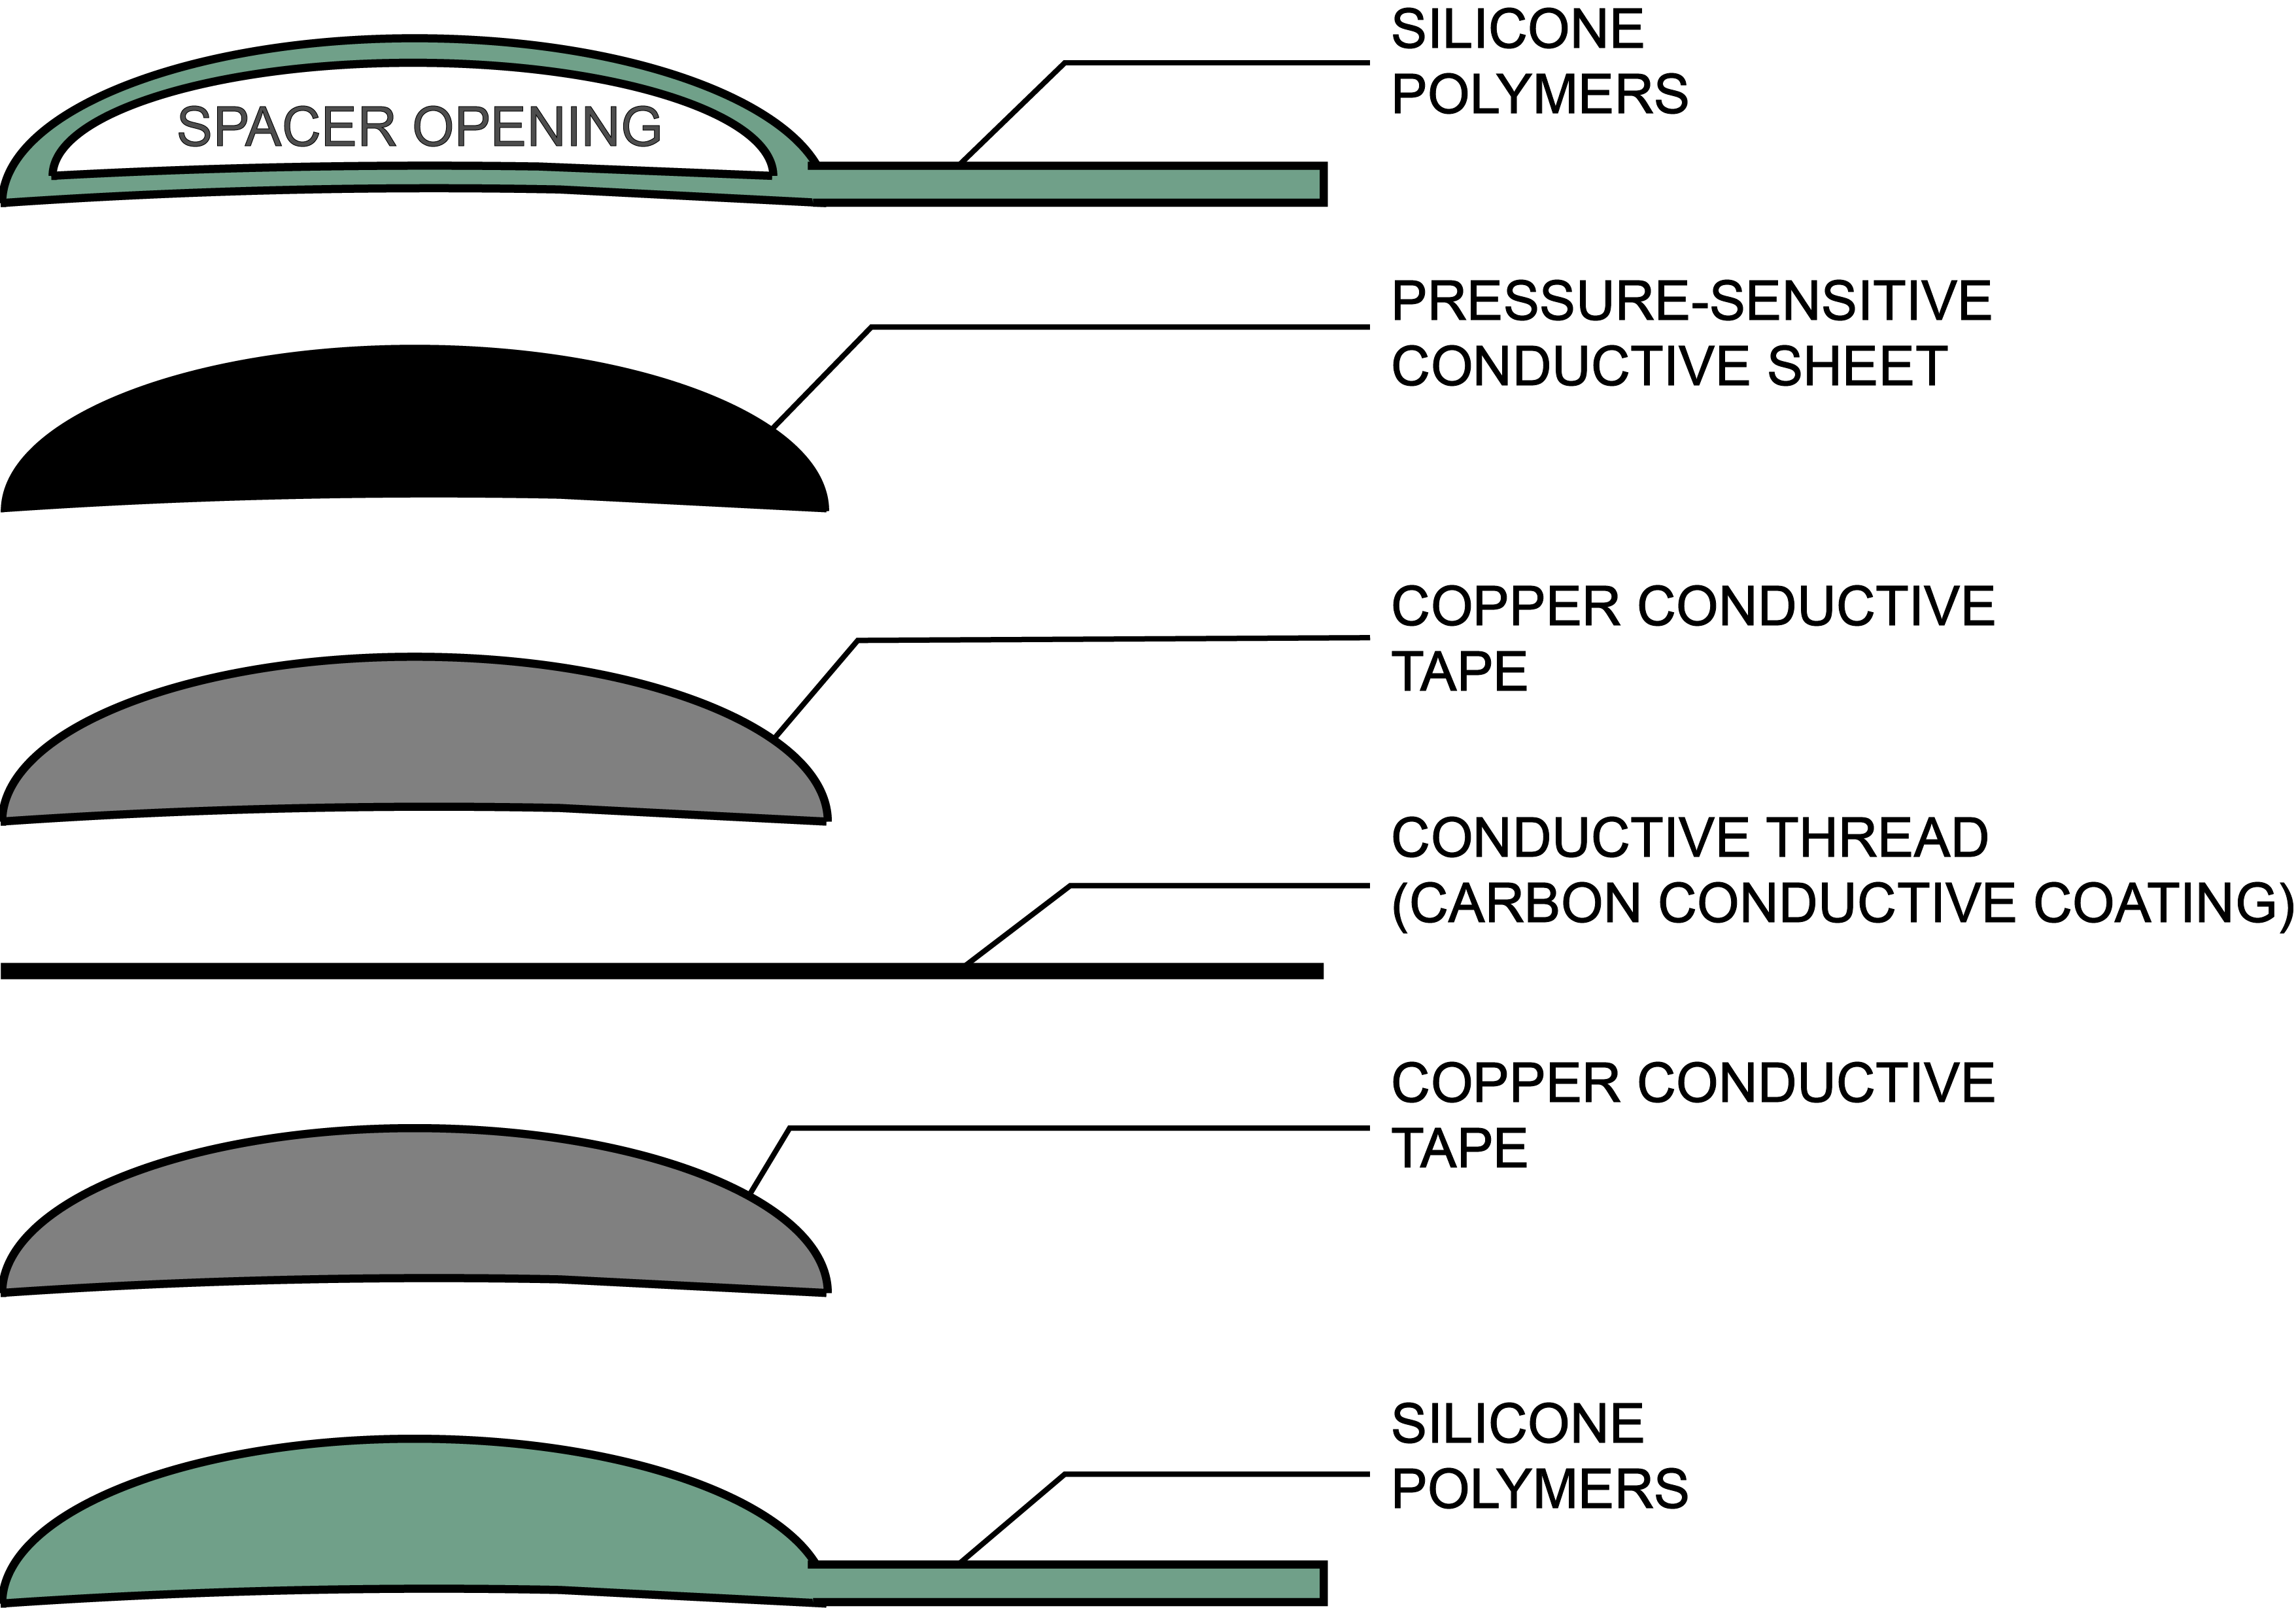 SILICONE
POLYMERS
SPACER OPENING
PRESSURE-SENSITIVE
CONDUCTIVE SHEET
COPPER CONDUCTIVE
TAPE
CONDUCTIVE THREAD
(CARBON CONDUCTIVE COATING)
COPPER CONDUCTIVE
TAPE
SILICONE
POLYMERS